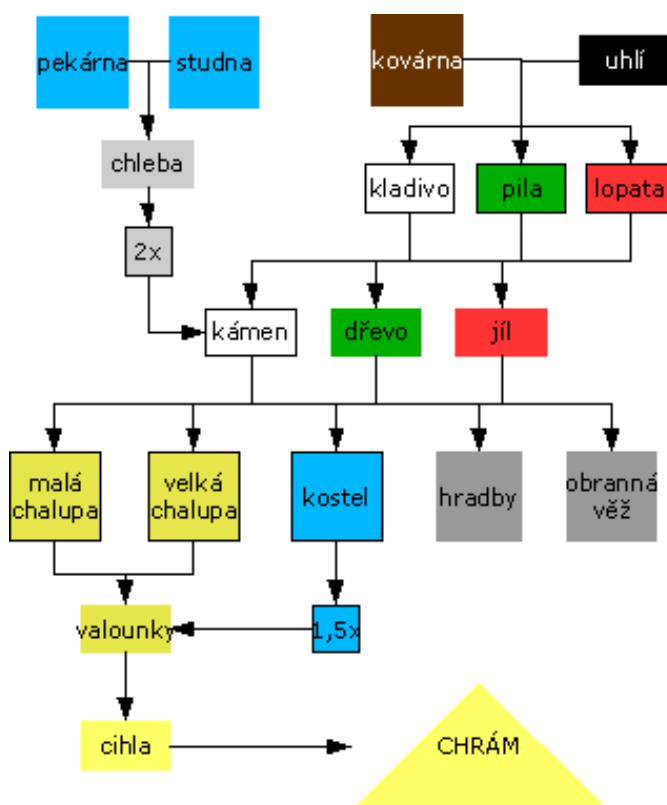 pekárna
studna
kovárna
uhlí
chleba
kladivo
pila
lopata
2x
kámen
dřevo
jíl
malá
chalupa
velká
chalupa
kostel
hradby
obranná
věž
valounky
1,5x
cihla
CHRÁM